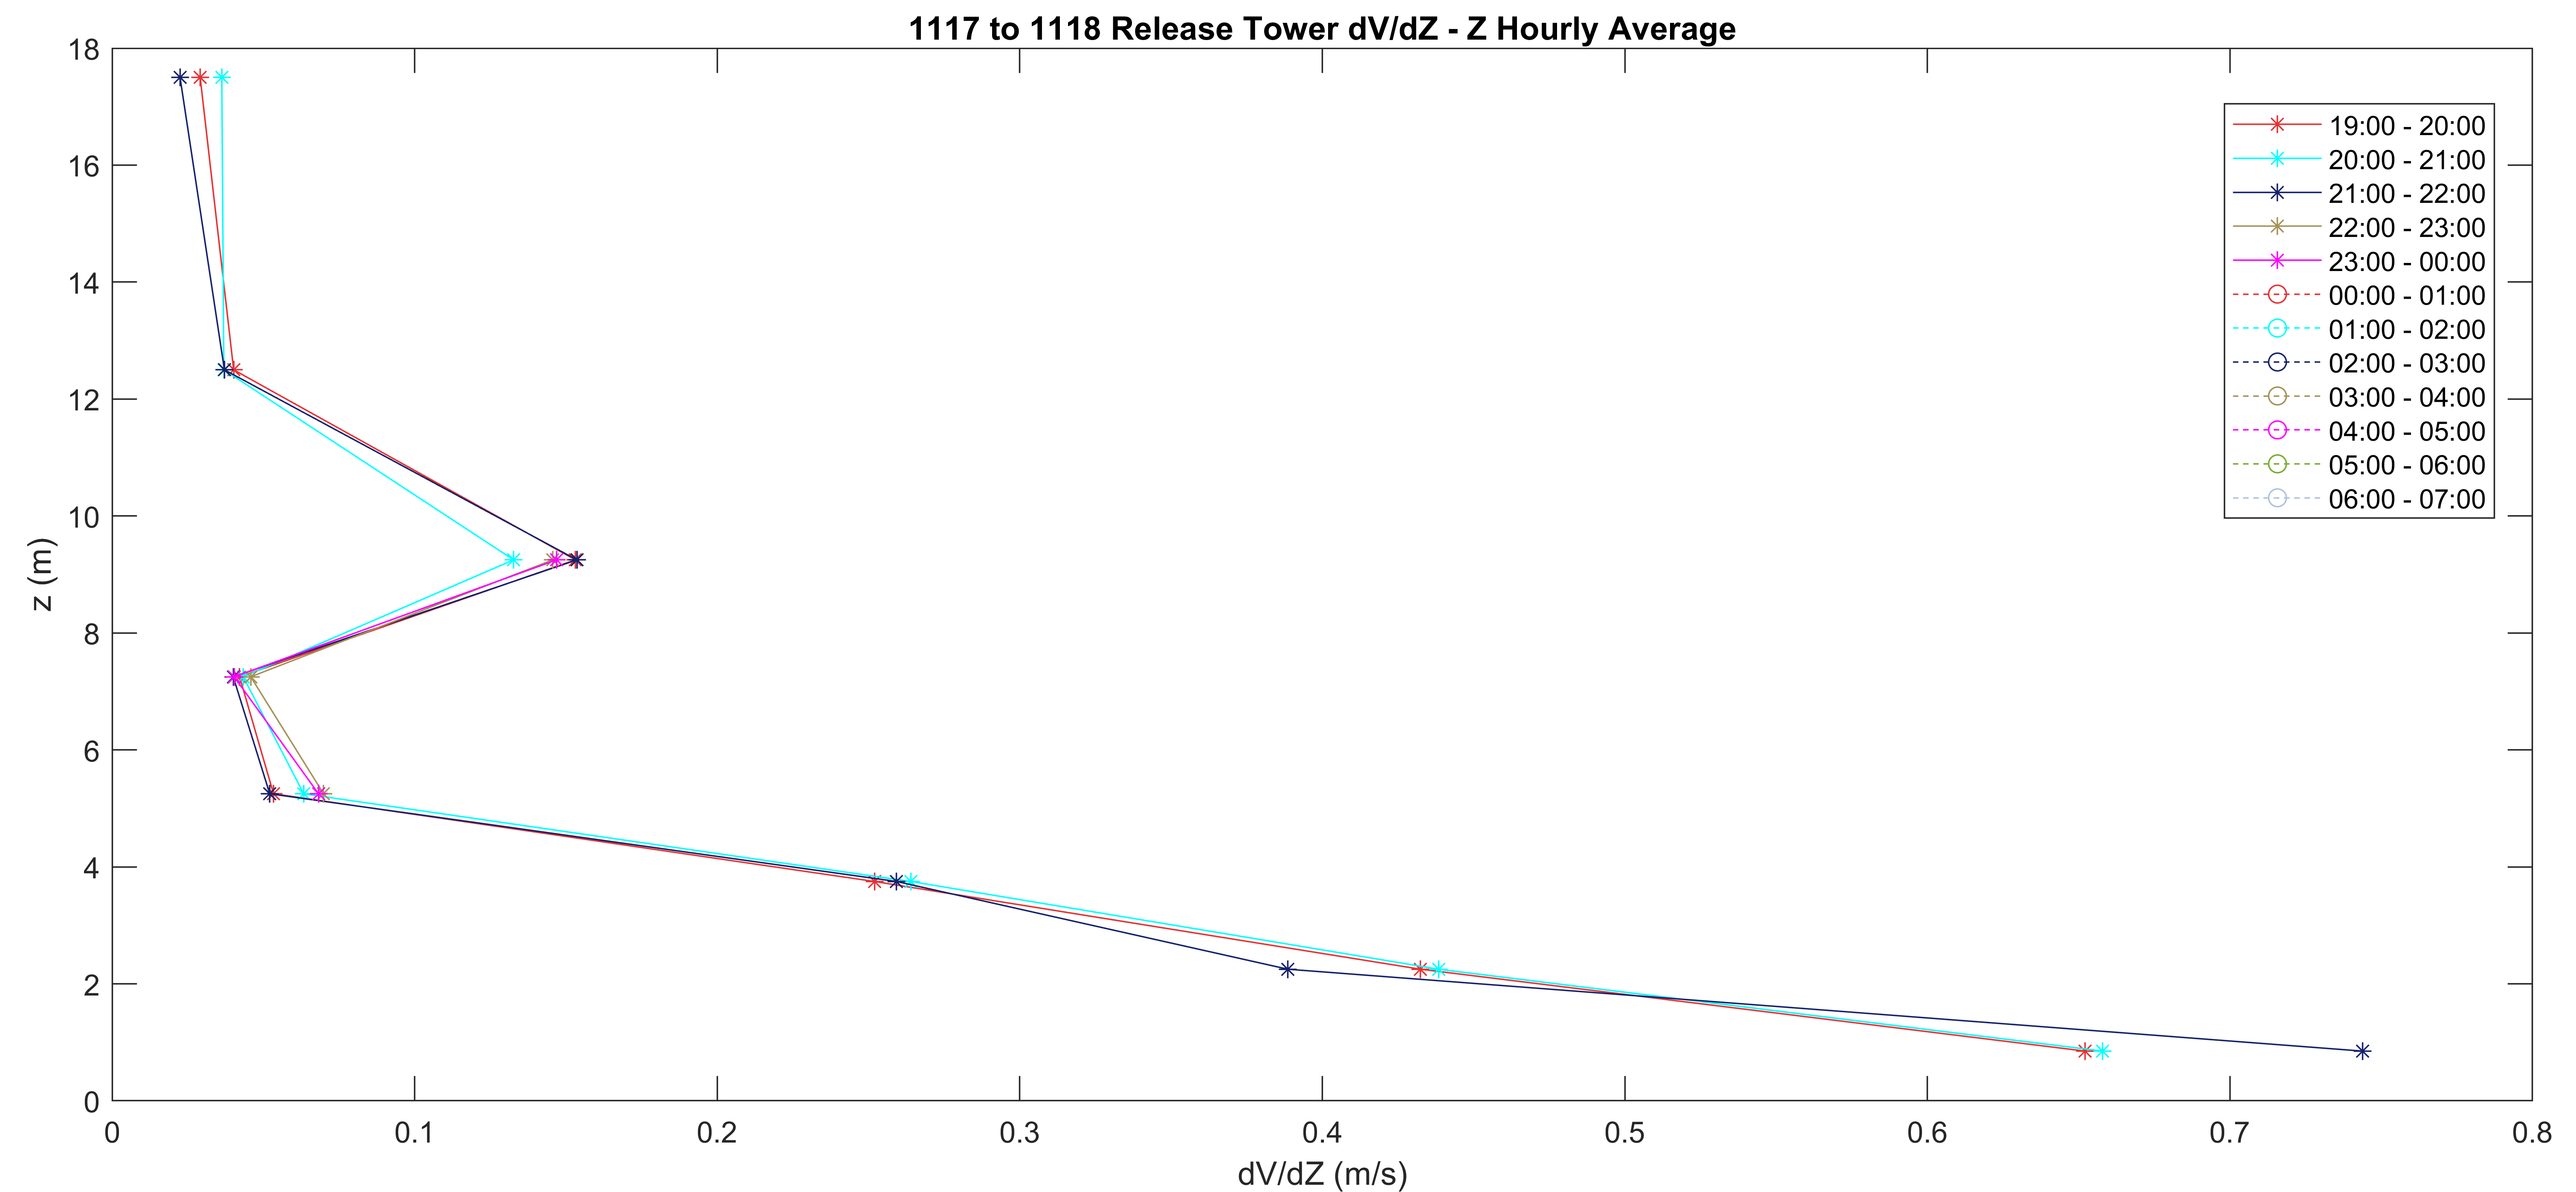 1117 to 1118 Release Tower dV/dZ - Z Hourly Average
18
16
14
12
10
8
6
4
2
0
z (m)
0 0.1 0.2 0.3 0.4 0.5 0.6 0.7 0.8
dV/dZ (m/s)
19:00 - 20:00
20:00 - 21:00
21:00 - 22:00
22:00 - 23:00
23:00 - 00:00
00:00 - 01:00
01:00 - 02:00
02:00 - 03:00
03:00 - 04:00
04:00 - 05:00
05:00 - 06:00
06:00 - 07:00